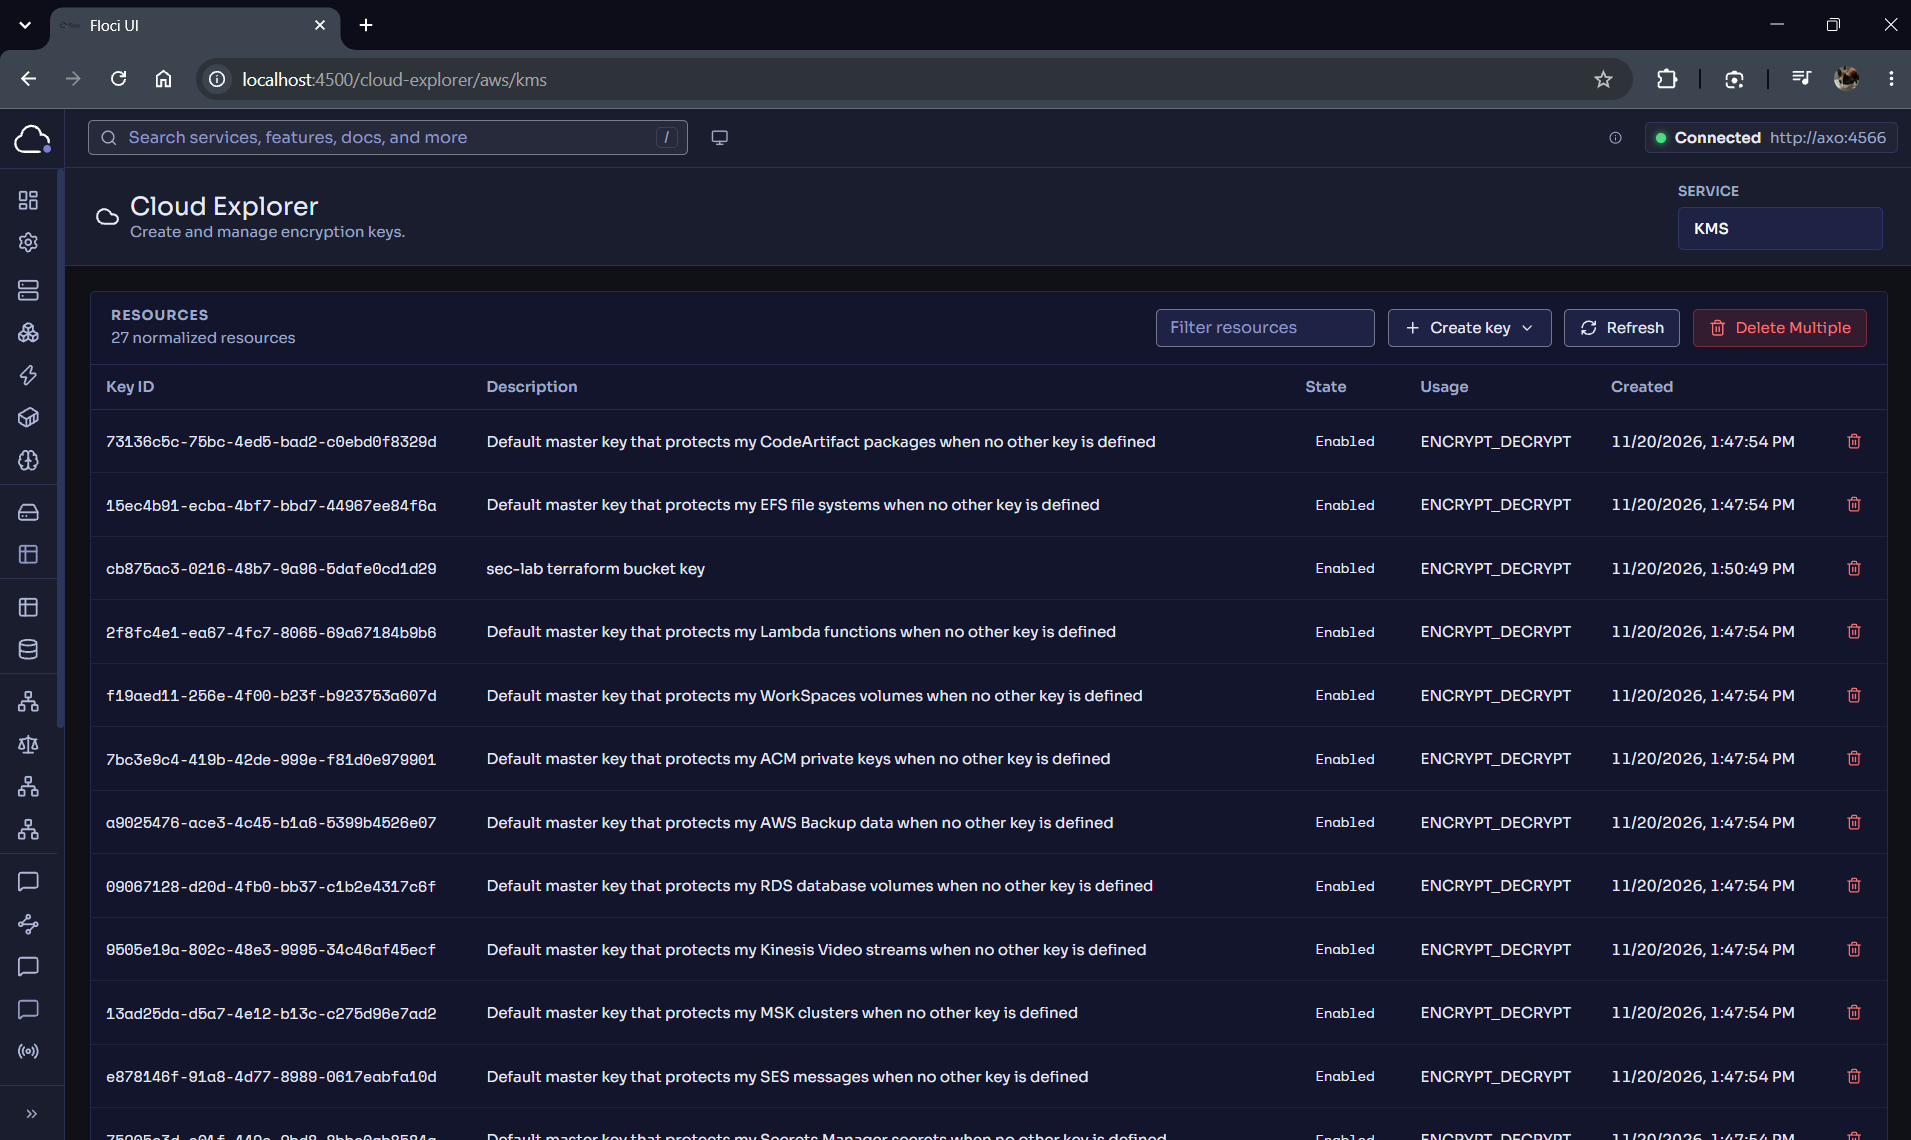 Floci UI
localhost:4500/cloud-explorer/aws/kms
Search services, features, docs, and more /
Connected http://axo:4566
Cloud Explorer
Create and manage encryption keys.
SERVICE
KMS
RESOURCES
27 normalized resources
Filter resources
Create key
Refresh
Delete Multiple
Key ID Description State Usage Created
73136c5c-75bc-4ed5-bad2-c0ebd0f8329d Default master key that protects my CodeArtifact packages when no other key is defined Enabled ENCRYPT_DECRYPT 11/20/2026, 1:47:54 PM
15ec4b91-ecba-4bf7-bbd7-44967ee84f6a Default master key that protects my EFS file systems when no other key is defined Enabled ENCRYPT_DECRYPT 11/20/2026, 1:47:54 PM
cb875ac3-0216-48b7-9a96-5dafe0cd1d29 sec-lab terraform bucket key Enabled ENCRYPT_DECRYPT 11/20/2026, 1:50:49 PM
2f8fc4e1-ea67-4fc7-8065-69a67184b9b6 Default master key that protects my Lambda functions when no other key is defined Enabled ENCRYPT_DECRYPT 11/20/2026, 1:47:54 PM
f19aed11-256e-4f00-b23f-b923753a607d Default master key that protects my WorkSpaces volumes when no other key is defined Enabled ENCRYPT_DECRYPT 11/20/2026, 1:47:54 PM
7bc3e9c4-419b-42de-999e-f81d0e979901 Default master key that protects my ACM private keys when no other key is defined Enabled ENCRYPT_DECRYPT 11/20/2026, 1:47:54 PM
a9025476-ace3-4c45-b1a6-5399b4526e07 Default master key that protects my AWS Backup data when no other key is defined Enabled ENCRYPT_DECRYPT 11/20/2026, 1:47:54 PM
09067128-d20d-4fb0-bb37-c1b2e4317c6f Default master key that protects my RDS database volumes when no other key is defined Enabled ENCRYPT_DECRYPT 11/20/2026, 1:47:54 PM
9505e19a-802c-48e3-9995-34c46af45ecf Default master key that protects my Kinesis Video streams when no other key is defined Enabled ENCRYPT_DECRYPT 11/20/2026, 1:47:54 PM
13ad25da-d5a7-4e12-b13c-c275d96e7ad2 Default master key that protects my MSK clusters when no other key is defined Enabled ENCRYPT_DECRYPT 11/20/2026, 1:47:54 PM
e878146f-91a8-4d77-8989-0617eabfa10d Default master key that protects my SES messages when no other key is defined Enabled ENCRYPT_DECRYPT 11/20/2026, 1:47:54 PM
Default master key that protects my Secrets Manager secrets when no other key is defined Enabled ENCRYPT_DECRYPT 11/20/2026, 1:47:54 PM